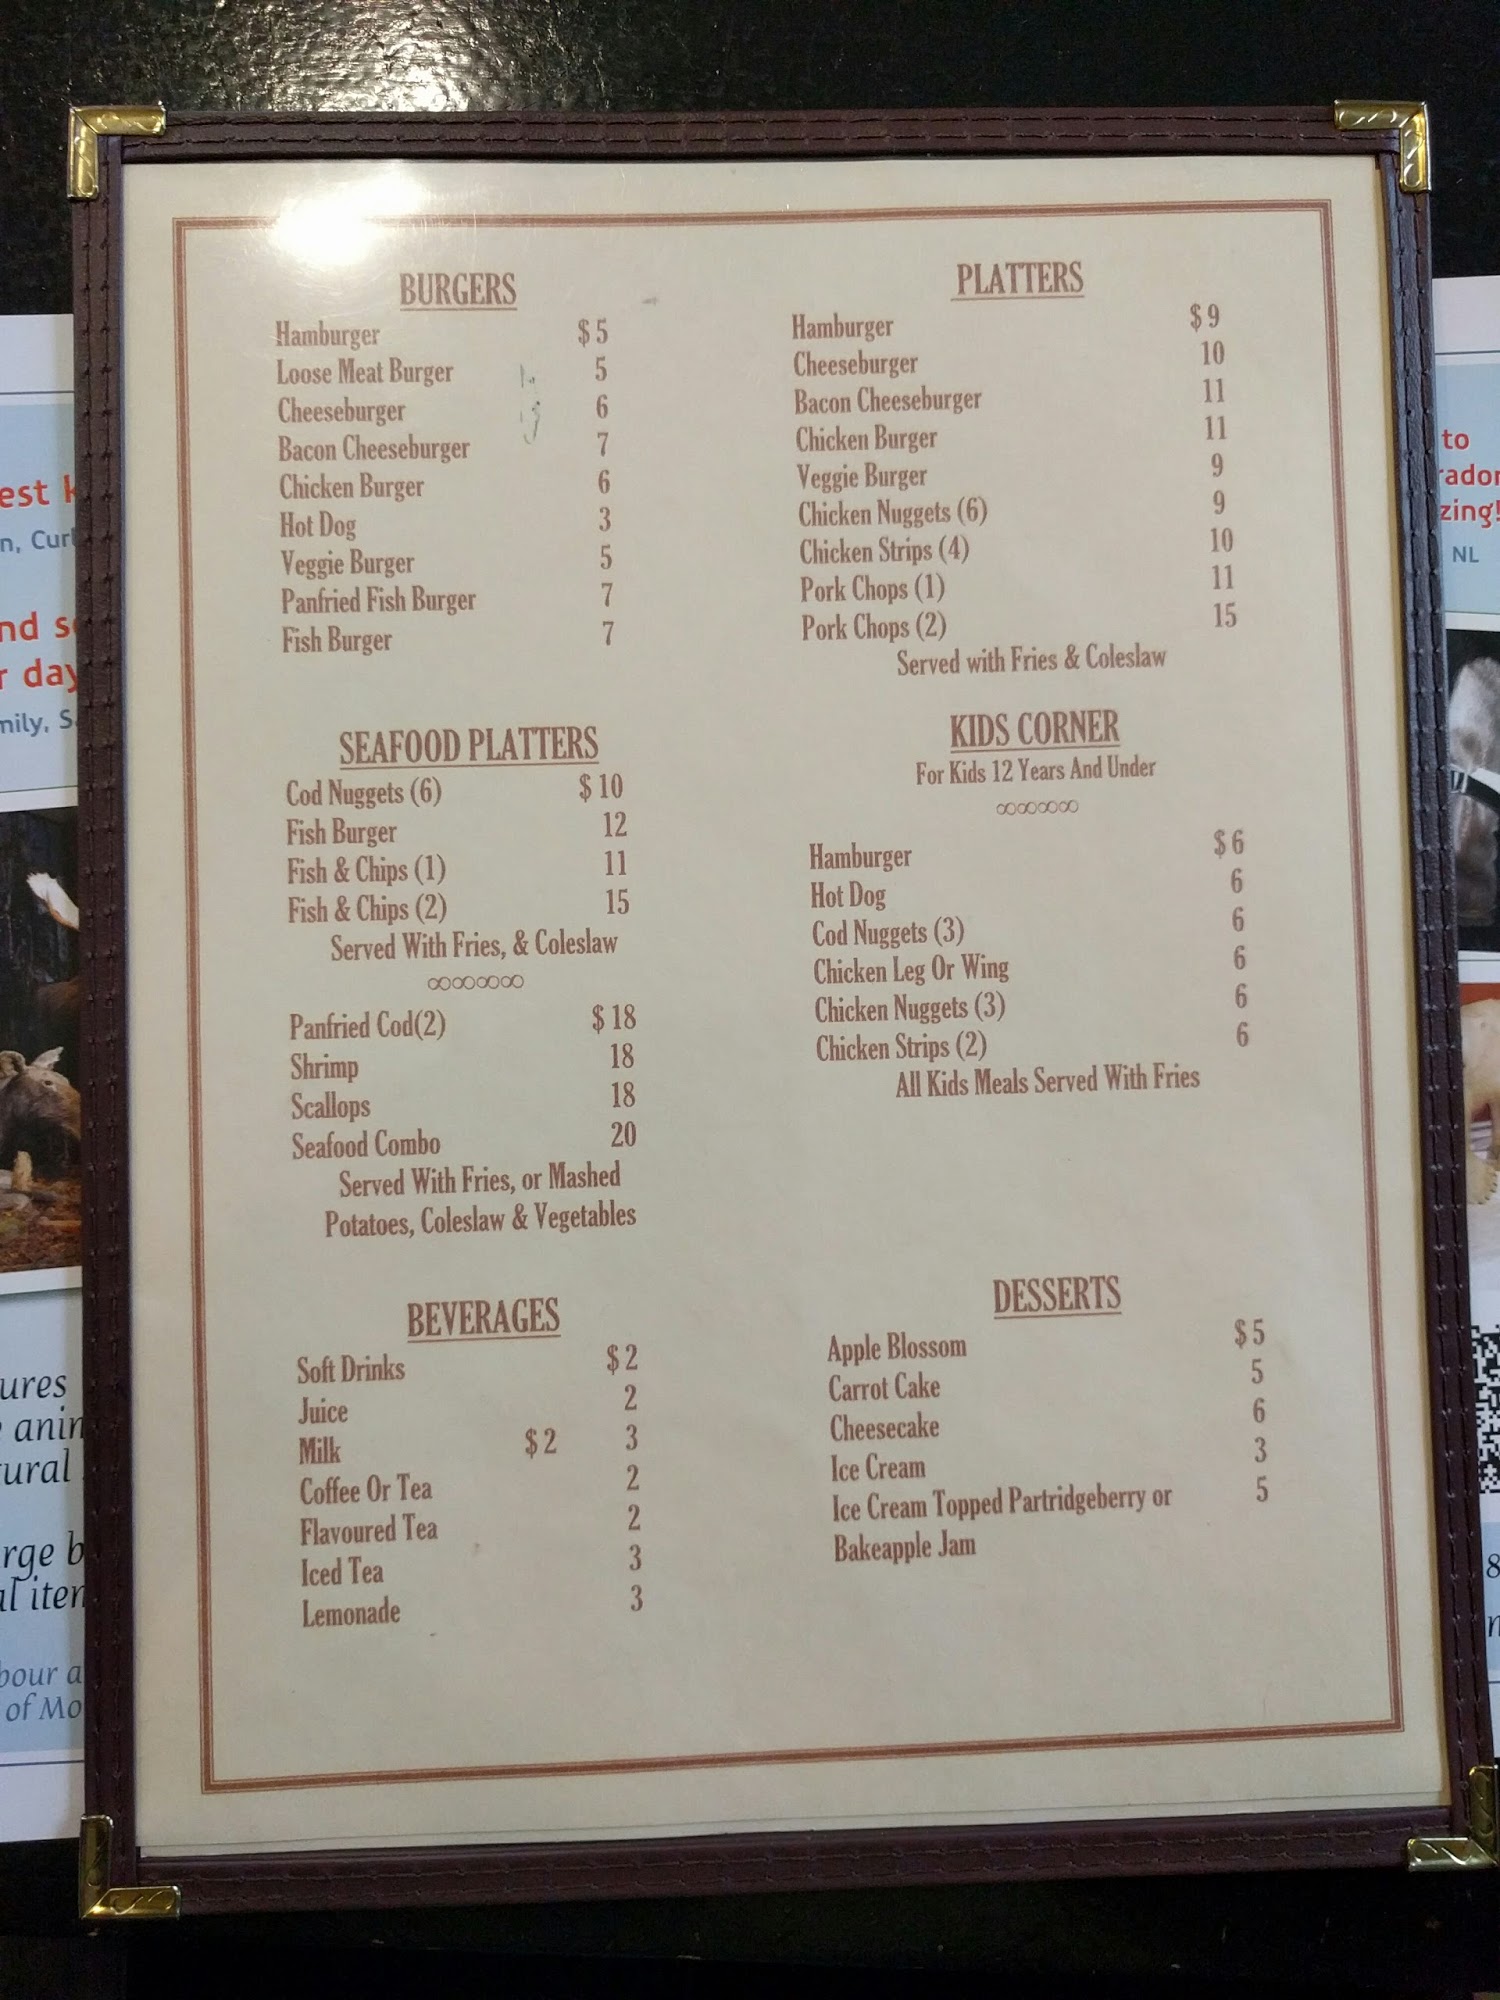 BURGERS
Hamburger $5
Loose Meat Burger 5
Cheeseburger 6
Bacon Cheeseburger 7
Chicken Burger 6
Hot Dog 3
Veggie Burger 5
Panfried Fish Burger 7
Fish Burger 7
SEAFOOD PLATTERS
Cod Nuggets (6) $10
Fish Burger 12
Fish & Chips (1) 11
Fish & Chips (2) 15
Served With Fries, & Coleslaw
Panfried Cod(2) $18
Shrimp 18
Scallops 18
Seafood Combo 20
Served With Fries, or Mashed
Potatoes, Coleslaw & Vegetables
BEVERAGES
Soft Drinks $2
Juice 2
Milk $2 3
Coffee Or Tea 2
Flavoured Tea 2
Iced Tea 3
Lemonade 3
PLATTERS
Hamburger $9
Cheeseburger 10
Bacon Cheeseburger 11
Chicken Burger 11
Veggie Burger 9
Chicken Nuggets (6) 9
Chicken Strips (4) 10
Pork Chops (1) 11
Pork Chops (2) 15
Served with Fries & Coleslaw
KIDS CORNER
For Kids 12 Years And Under
Hamburger $6
Hot Dog 6
Cod Nuggets (3) 6
Chicken Leg Or Wing 6
Chicken Nuggets (3) 6
Chicken Strips (2) 6
All Kids Meals Served With Fries
DESSERTS
Apple Blossom $5
Carrot Cake 5
Cheesecake 6
Ice Cream 3
Ice Cream Topped Partridgeberry or 5
Bakeapple Jam
to
NL
of